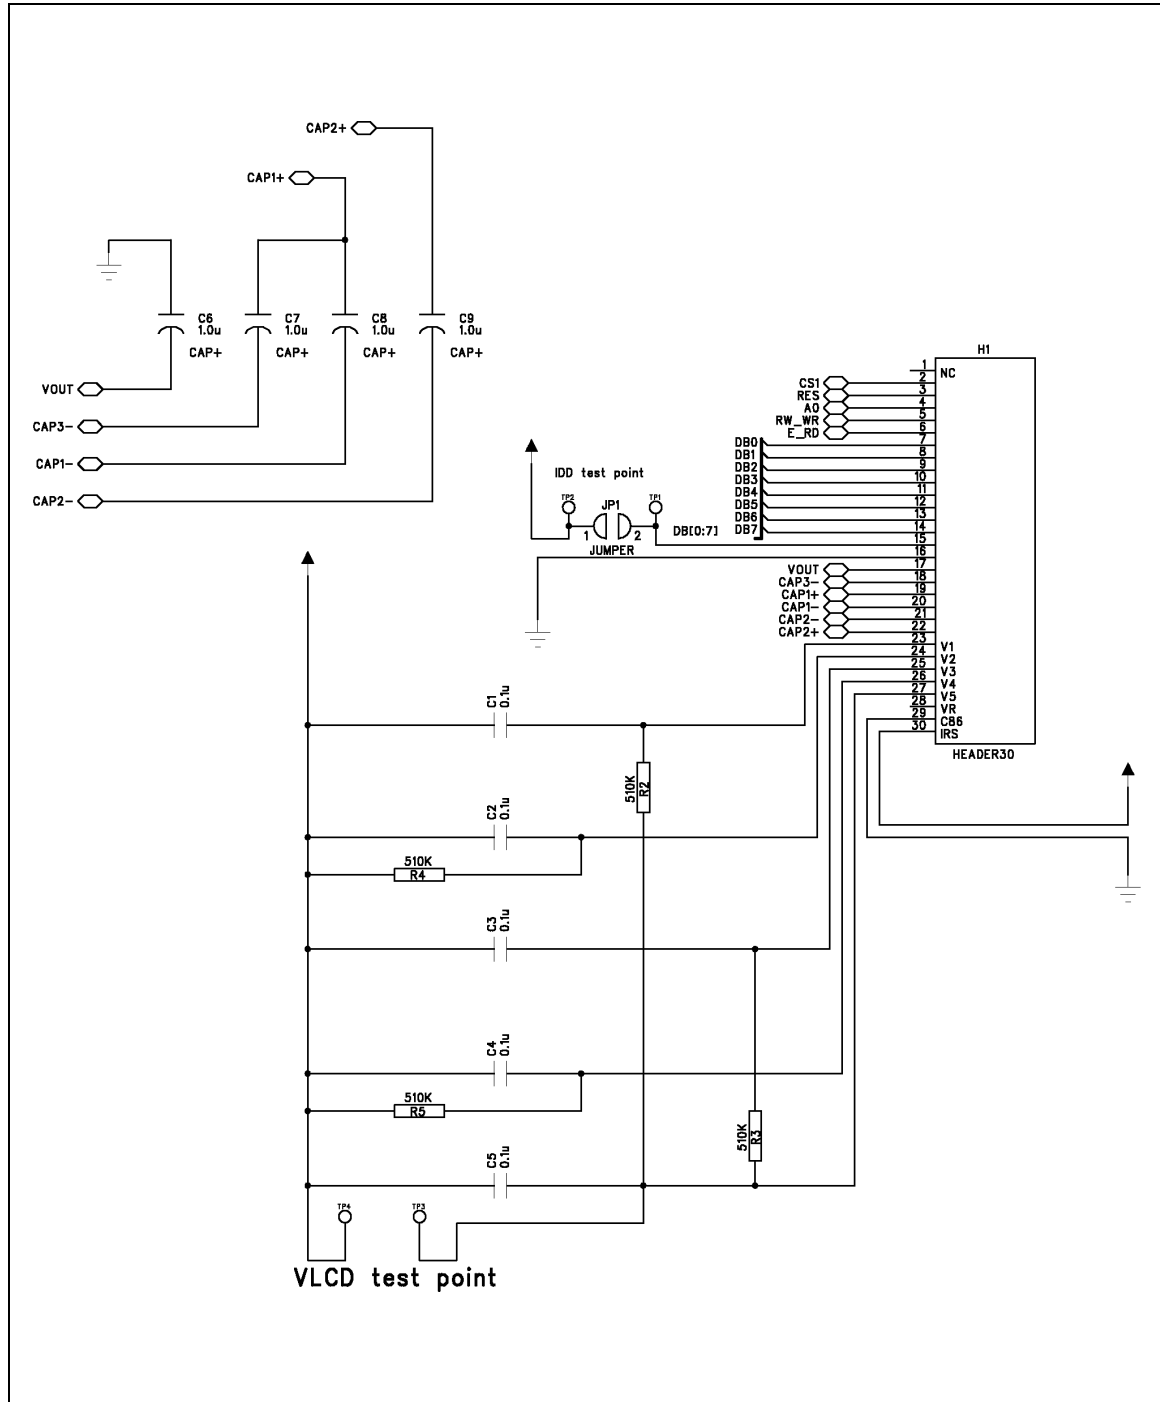 CAP2+
CAP1+
C6
1.0u
CAP+
C7
1.0u
CAP+
C8
1.0u
CAP+
C9
1.0u
CAP+
VOUT
CAP3-
CAP1-
CAP2-
H1
1
NC
CS1
2
RES
3
A0
4
RW_WR
5
E_RD
6
DB0
7
DB1
8
DB2
9
DB3
10
DB4
11
DB5
12
DB6
13
DB7
14
DB[0:7]
15
16
IDD test point
TP2
JP1
TP1
1
2
JUMPER
VOUT
17
CAP3-
18
CAP1+
19
CAP1-
20
CAP2-
21
CAP2+
22
23
V1
24
V2
25
V3
26
V4
27
V5
28
VR
29
C86
30
IRS
HEADER30
C1
0.1u
510K
R2
C2
0.1u
510K
R4
C3
0.1u
C4
0.1u
510K
R5
510K
R3
C5
0.1u
TP4
TP3
VLCD test point